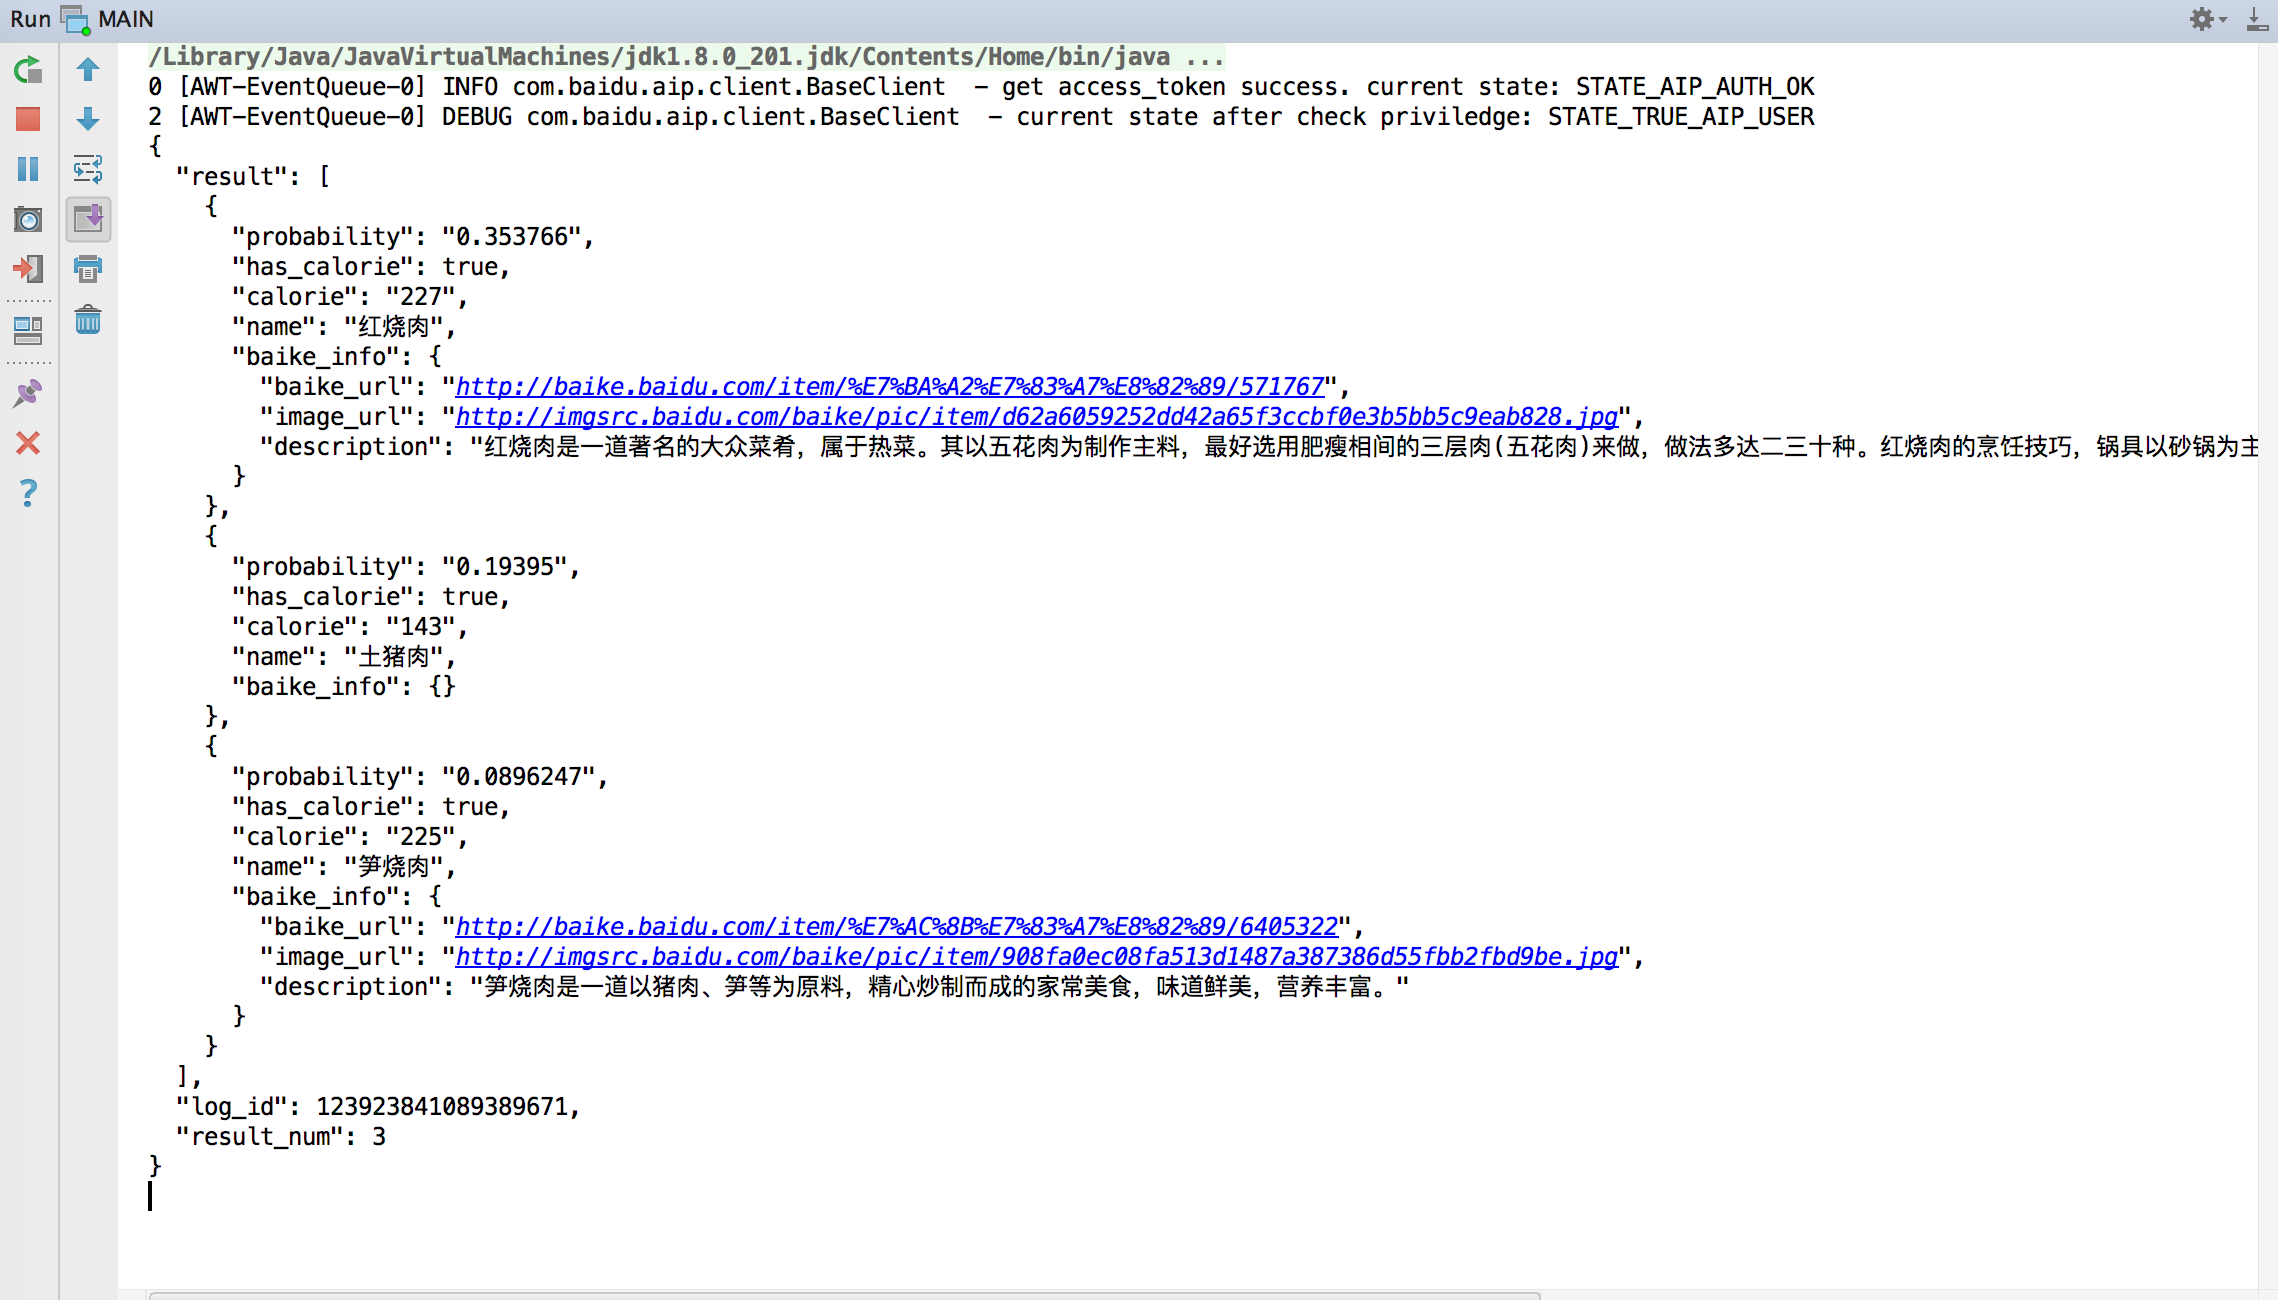 Run MAIN
/Library/Java/JavaVirtualMachines/jdk1.8.0_201.jdk/Contents/Home/bin/java ...
0 [AWT-EventQueue-0] INFO com.baidu.aip.client.BaseClient  - get access_token success. current state: STATE_AIP_AUTH_OK
2 [AWT-EventQueue-0] DEBUG com.baidu.aip.client.BaseClient  - current state after check priviledge: STATE_TRUE_AIP_USER
{
  "result": [
    {
      "probability": "0.353766",
      "has_calorie": true,
      "calorie": "227",
      "name": "红烧肉",
      "baike_info": {
        "baike_url": "http://baike.baidu.com/item/%E7%BA%A2%E7%83%A7%E8%82%89/571767",
        "image_url": "http://imgsrc.baidu.com/baike/pic/item/d62a6059252dd42a65f3ccbf0e3b5bb5c9eab828.jpg",
        "description": "红烧肉是一道著名的大众菜肴，属于热菜。其以五花肉为制作主料，最好选用肥瘦相间的三层肉(五花肉)来做，做法多达二三十种。红烧肉的烹饪技巧，锅具以砂锅为主
      }
    },
    {
      "probability": "0.19395",
      "has_calorie": true,
      "calorie": "143",
      "name": "土猪肉",
      "baike_info": {}
    },
    {
      "probability": "0.0896247",
      "has_calorie": true,
      "calorie": "225",
      "name": "笋烧肉",
      "baike_info": {
        "baike_url": "http://baike.baidu.com/item/%E7%AC%8B%E7%83%A7%E8%82%89/6405322",
        "image_url": "http://imgsrc.baidu.com/baike/pic/item/908fa0ec08fa513d1487a387386d55fbb2fbd9be.jpg",
        "description": "笋烧肉是一道以猪肉、笋等为原料，精心炒制而成的家常美食，味道鲜美，营养丰富。"
      }
    }
  ],
  "log_id": 123923841089389671,
  "result_num": 3
}